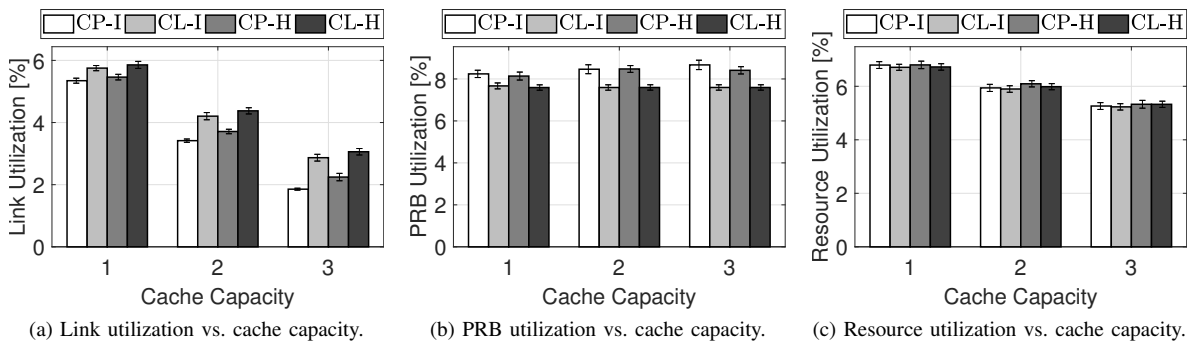 CP-I CL-I CP-H CL-H
Link Utilization [%]
6
4
2
0
1 2 3
Cache Capacity
(a) Link utilization vs. cache capacity.
CP-I CL-I CP-H CL-H
PRB Utilization [%]
8
6
4
2
0
1 2 3
Cache Capacity
(b) PRB utilization vs. cache capacity.
CP-I CL-I CP-H CL-H
Resource Utilization [%]
6
4
2
0
1 2 3
Cache Capacity
(c) Resource utilization vs. cache capacity.